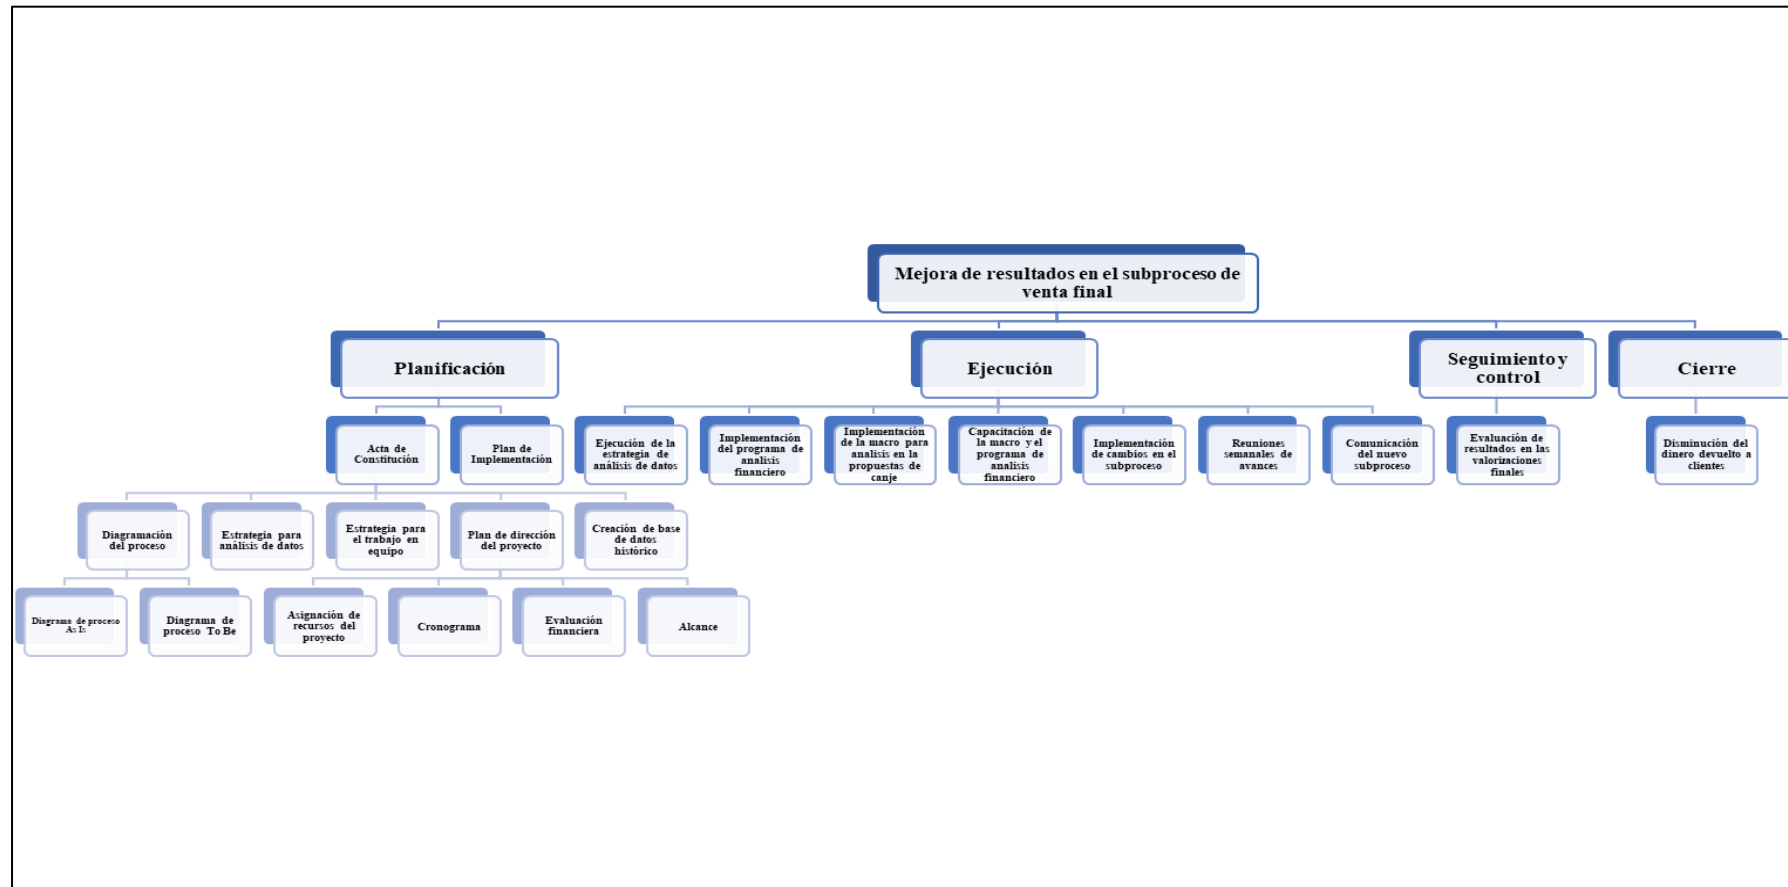 Mejora de resultados en el subproceso de
venta final
Planificación
Ejecución
Seguimiento y
control
Cierre
Acta de
Constitución
Plan de
Implementación
Ejecución de la
estrategia de
análisis de datos
Implementación
del programa de
analisis
financiero
Implementación
de la macro para
analisis en la
propuestas de
canje
Capacitación de
la macro y el
programa de
analisis
financiero
Implementación
de cambios en el
subproceso
Reuniones
semanales de
avances
Comunicación
del nuevo
subproceso
Evaluación de
resultados en las
valorizaciones
finales
Disminución del
dinero devuelto a
clientes
Diagramación
del proceso
Estrategia para
análisis de datos
Estrategia para
el trabajo en
equipo
Plan de dirección
del proyecto
Creación de base
de datos
histórico
Diagrama de proceso
As Is
Diagrama de
proceso To Be
Asignación de
recursos del
proyecto
Cronograma
Evaluación
financiera
Alcance